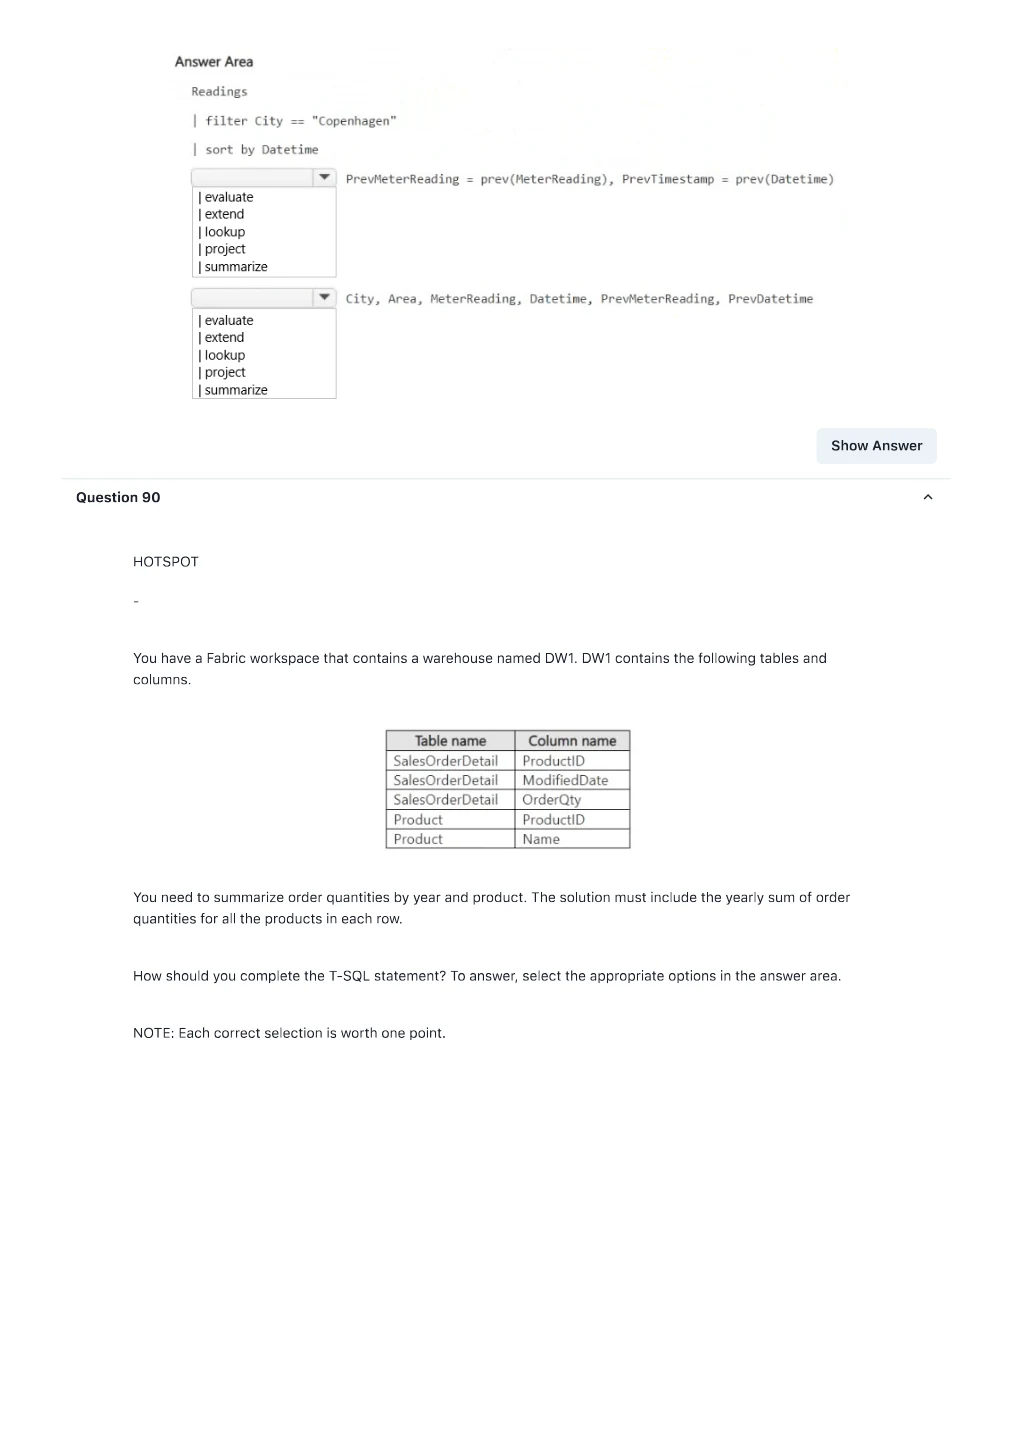 Answer Area
Readings
| filter City == "Copenhagen"
| sort by Datetime
PrevMeterReading = prev(MeterReading), PrevTimestamp = prev(Datetime)
| evaluate
| extend
| lookup
| project
| summarize
City, Area, MeterReading, Datetime, PrevMeterReading, PrevDatetime
| evaluate
| extend
| lookup
| project
| summarize
Show Answer
Question 90
HOTSPOT
-
You have a Fabric workspace that contains a warehouse named DW1. DW1 contains the following tables and
columns.
Table name Column name
SalesOrderDetail ProductID
SalesOrderDetail ModifiedDate
SalesOrderDetail OrderQty
Product ProductID
Product Name
You need to summarize order quantities by year and product. The solution must include the yearly sum of order
quantities for all the products in each row.
How should you complete the T-SQL statement? To answer, select the appropriate options in the answer area.
NOTE: Each correct selection is worth one point.